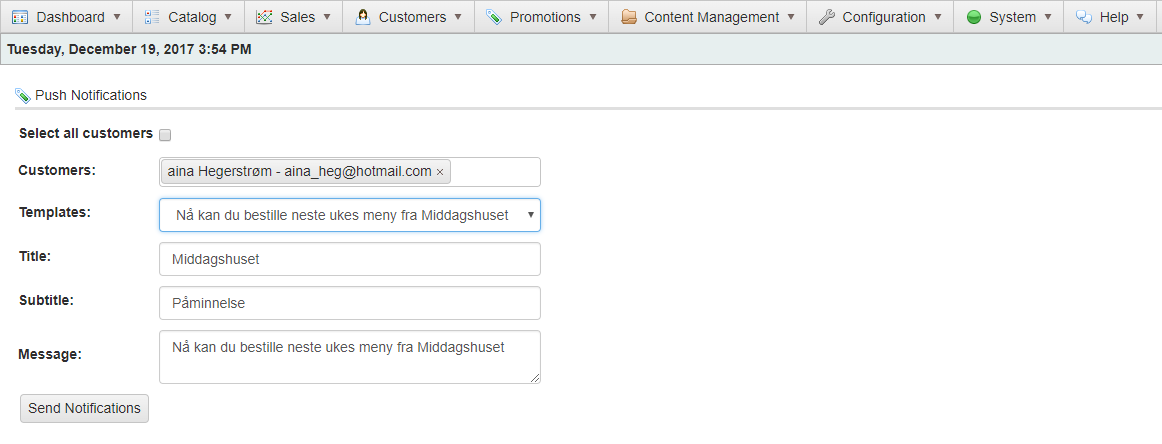 Dashboard ▼ Catalog ▼ Sales ▼ Customers ▼ Promotions ▼ Content Management ▼ Configuration ▼ System ▼ Help ▼
Tuesday, December 19, 2017 3:54 PM
Push Notifications
Select all customers
Customers: aina Hegerstrøm - aina_heg@hotmail.com ×
Templates: Nå kan du bestille neste ukes meny fra Middagshuset ▼
Title: Middagshuset
Subtitle: Påminnelse
Message: Nå kan du bestille neste ukes meny fra Middagshuset
Send Notifications